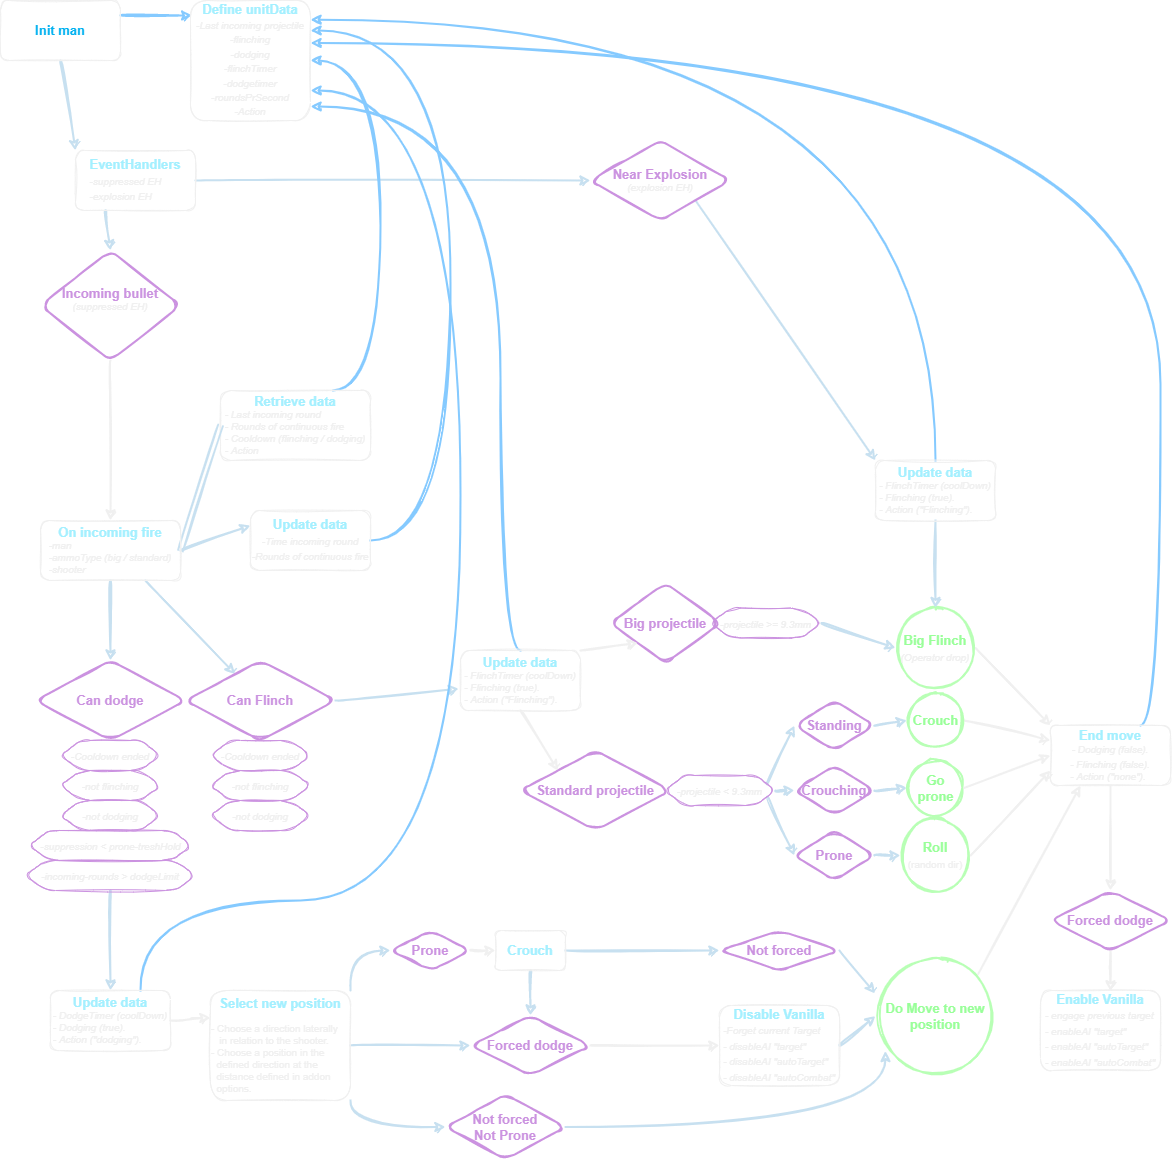 Init man
Define unitData
-Last incoming projectile
-flinching
-dodging
-flinchTimer
-dodgetimer
-roundsPrSecond
-Action
EventHandlers
-suppressed EH
-explosion EH
Near Explosion
(explosion EH)
Incoming bullet
(suppressed EH)
Retrieve data
- Last incoming round
- Rounds of continuous fire
- Cooldown (flinching / dodging)
- Action
Update data
- FlinchTimer (coolDown)
- Flinching (true).
- Action ("Flinching").
On incoming fire
-man
-ammoType (big / standard)
-shooter
Update data
-Time incoming round
-Rounds of continuous fire
Big projectile
-projectile >= 9.3mm
Big Flinch
(Operator drop)
Can dodge
Can Flinch
Update data
- FlinchTimer (coolDown)
- Flinching (true).
- Action ("Flinching").
Cooldown ended
-not flinching
-not dodging
-suppression < prone-treshHold
-incoming-rounds > dodgeLimit
Cooldown ended
-not flinching
-not dodging
Standard projectile
-projectile < 9.3mm
Standing
Crouch
Crouching
Go
prone
Prone
Roll
(random dir)
End move
- Dodging (false).
- Flinching (false).
- Action ("none")
Forced dodge
Enable Vanilla
- engage previous target
- enableAI "target"
- enableAI "autoTarget"
- enableAI "autoCombat"
Update data
- DodgeTimer (coolDown)
- Dodging (true).
- Action ("dodging").
Select new position
- Choose a direction laterally
in relation to the shooter.
- Choose a position in the
defined direction at the
distance defined in addon
options.
Prone
Crouch
Not forced
Forced dodge
Disable Vanilla
-Forget current Target
- disableAI "target"
- disableAI "autoTarget"
- disableAI "autoCombat"
Do Move to new
position
Not forced
Not Prone